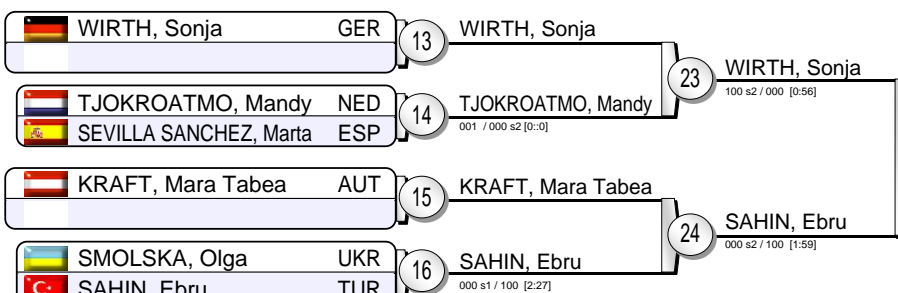 WIRTH, Sonja GER
13
WIRTH, Sonja
23
WIRTH, Sonja
100 s2 / 000 [0:56]
TJOKROATMO, Mandy NED
SEVILLA SANCHEZ, Marta ESP
14
TJOKROATMO, Mandy
001 / 000 s2 [0::0]
KRAFT, Mara Tabea AUT
15
KRAFT, Mara Tabea
24
SAHIN, Ebru
000 s2 / 100 [1:59]
SMOLSKA, Olga UKR
SAHIN, Ebru TUR
16
SAHIN, Ebru
000 s1 / 100 [2:27]